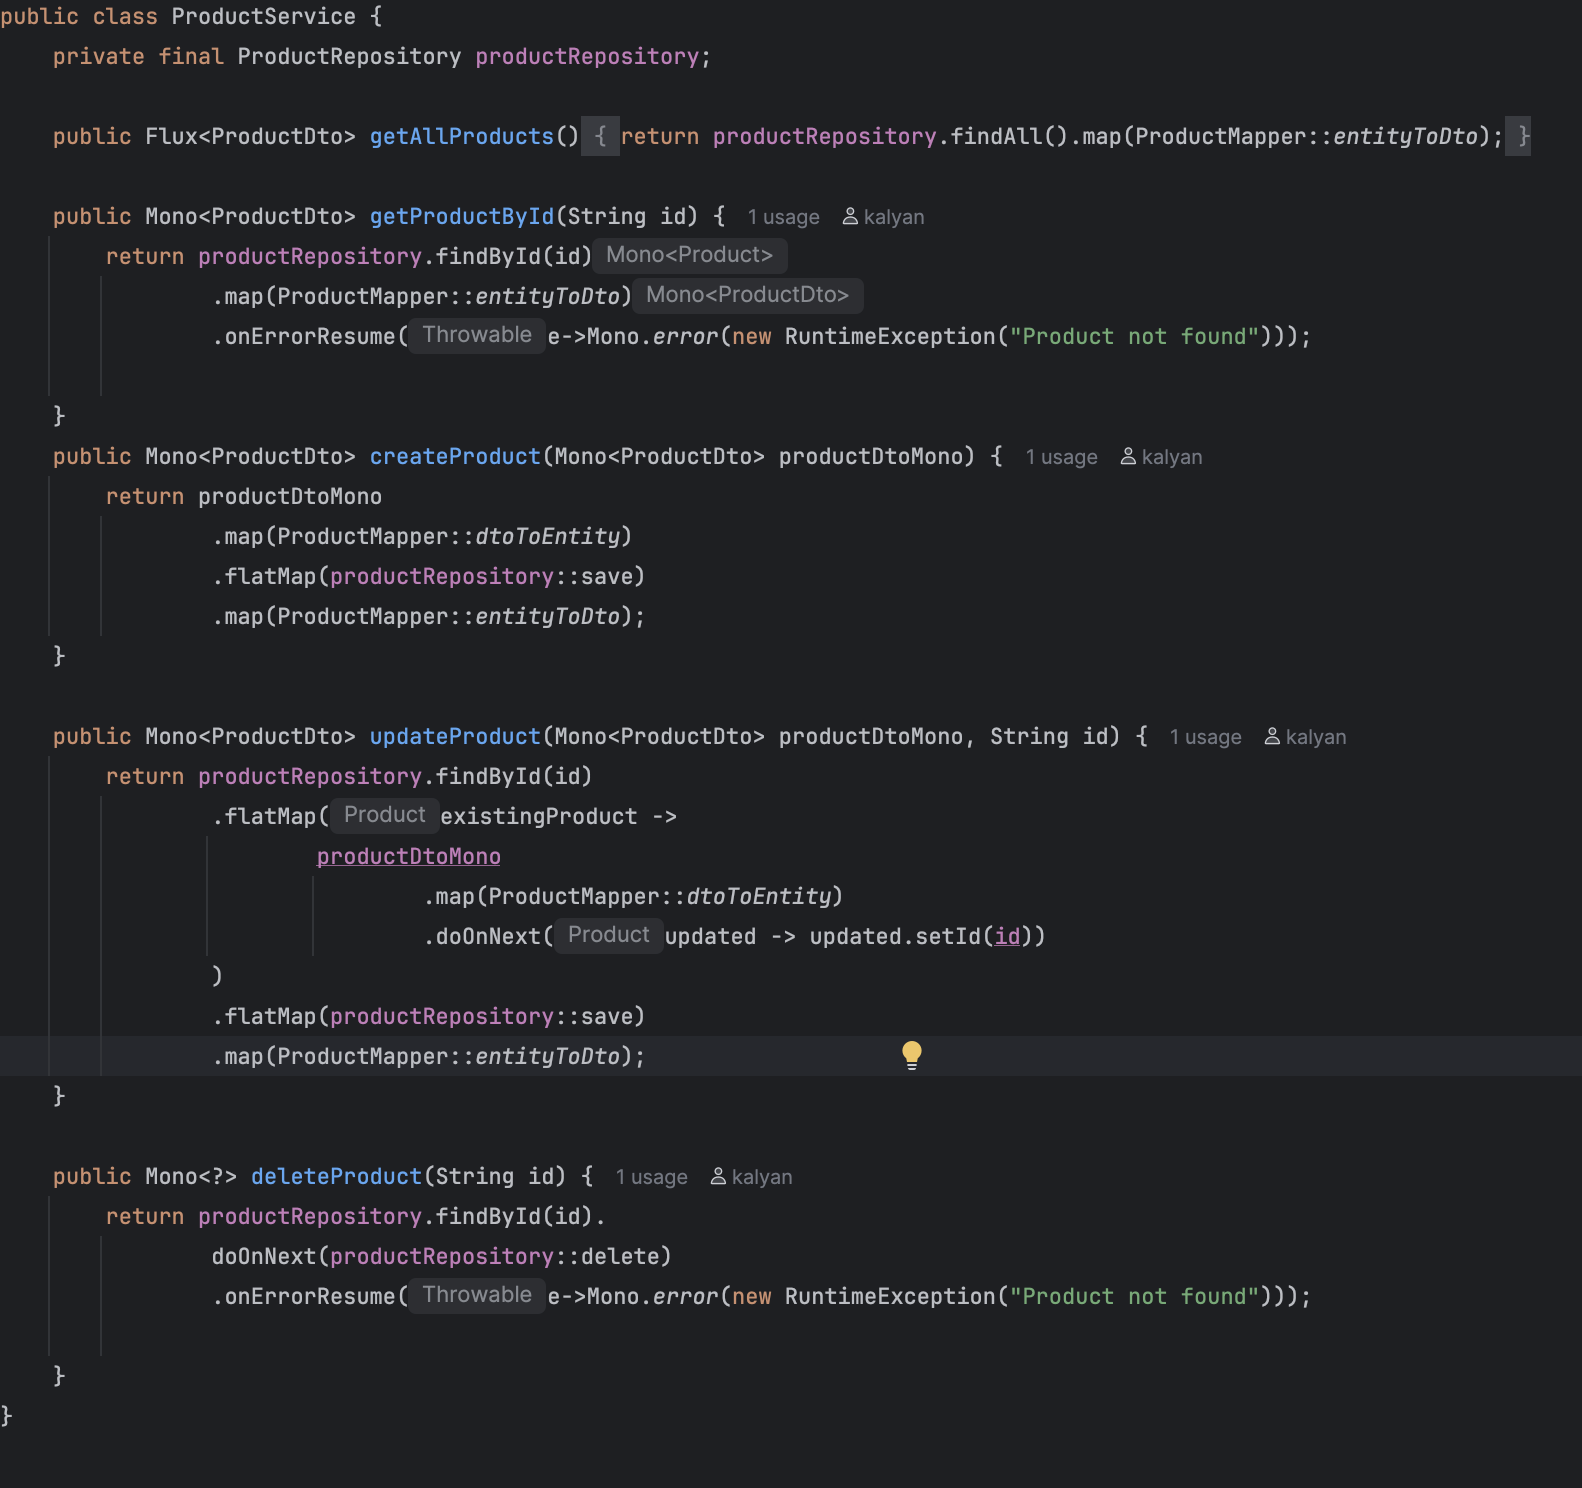 public class ProductService {
    private final ProductRepository productRepository;

    public Flux<ProductDto> getAllProducts() { return productRepository.findAll().map(ProductMapper::entityToDto); }

    public Mono<ProductDto> getProductById(String id) { 1 usage kalyan
        return productRepository.findById(id) Mono<Product>
                .map(ProductMapper::entityToDto) Mono<ProductDto>
                .onErrorResume( Throwable e->Mono.error(new RuntimeException("Product not found")));

    }
    public Mono<ProductDto> createProduct(Mono<ProductDto> productDtoMono) { 1 usage kalyan
        return productDtoMono
                .map(ProductMapper::dtoToEntity)
                .flatMap(productRepository::save)
                .map(ProductMapper::entityToDto);
    }

    public Mono<ProductDto> updateProduct(Mono<ProductDto> productDtoMono, String id) { 1 usage kalyan
        return productRepository.findById(id)
                .flatMap( Product existingProduct ->
                        productDtoMono
                                .map(ProductMapper::dtoToEntity)
                                .doOnNext( Product updated -> updated.setId(id))
                )
                .flatMap(productRepository::save)
                .map(ProductMapper::entityToDto);
    }

    public Mono<?> deleteProduct(String id) { 1 usage kalyan
        return productRepository.findById(id).
                doOnNext(productRepository::delete)
                .onErrorResume( Throwable e->Mono.error(new RuntimeException("Product not found")));

    }
}